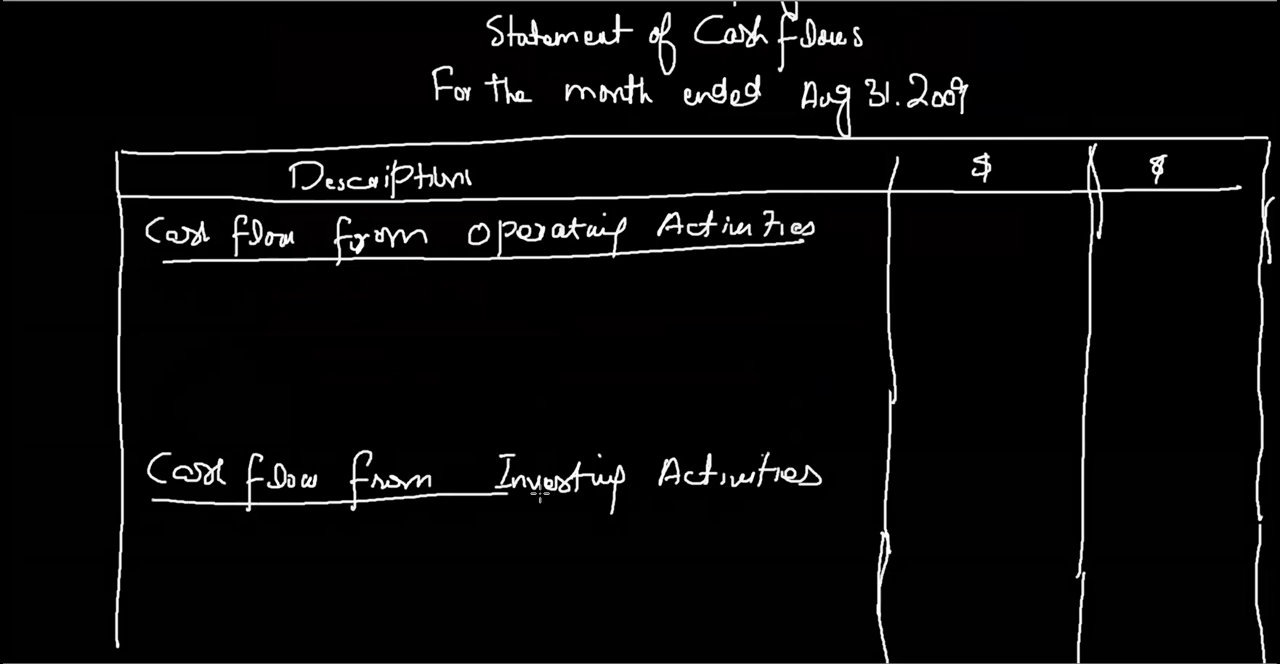 Statement of Cash flows
For the month ended Aug 31.2009
Description $ $
Cash flow from Operating Activities
Cash flow from Investing Activities